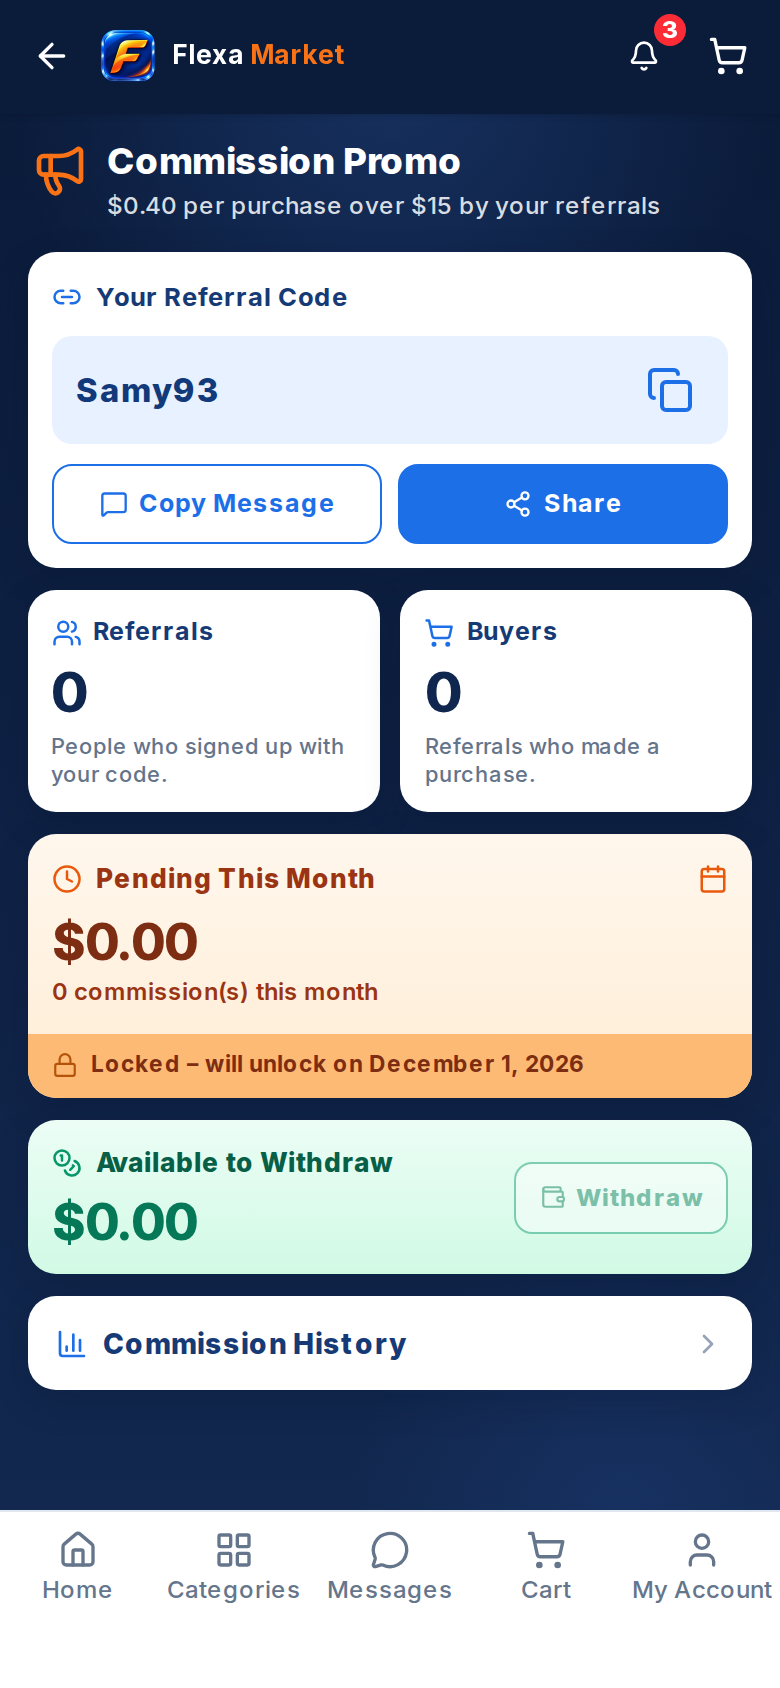 Flexa Market
3
Commission Promo
$0.40 per purchase over $15 by your referrals
Your Referral Code
Samy93
Copy Message
Share
Referrals
0
People who signed up with
your code.
Buyers
0
Referrals who made a
purchase.
Pending This Month
$0.00
0 commission(s) this month
Locked – will unlock on December 1, 2026
Available to Withdraw
$0.00
Withdraw
Commission History
Home
Categories
Messages
Cart
My Account